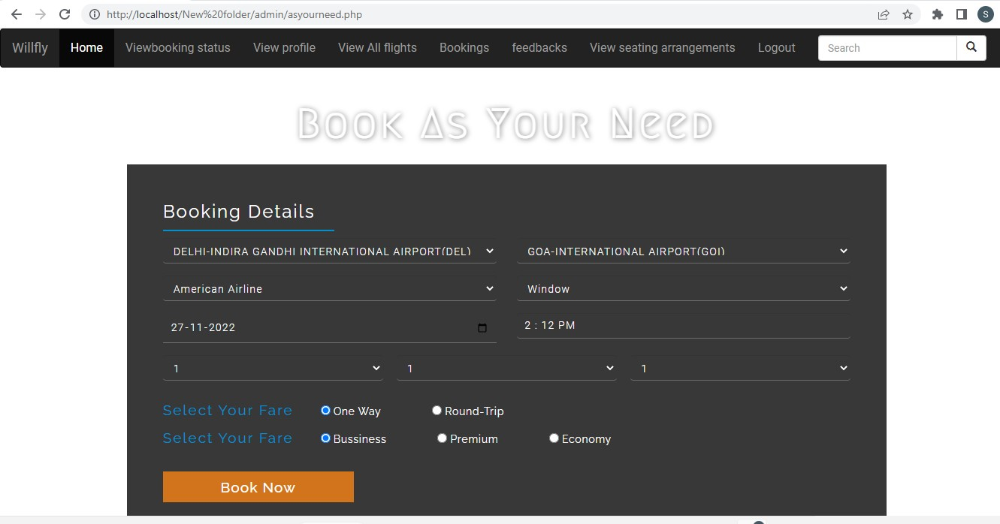 http://localhost/New%20folder/admin/asyourneed.php
S
Willfly Home Viewbooking status View profile View All flights Bookings feedbacks View seating arrangements Logout Search
Book As Your Need
Booking Details
DELHI-INDIRA GANDHI INTERNATIONAL AIRPORT(DEL) GOA-INTERNATIONAL AIRPORT(GOI)
American Airline Window
27-11-2022 2 : 12 PM
1 1 1
Select Your Fare One Way Round-Trip
Select Your Fare Bussiness Premium Economy
Book Now